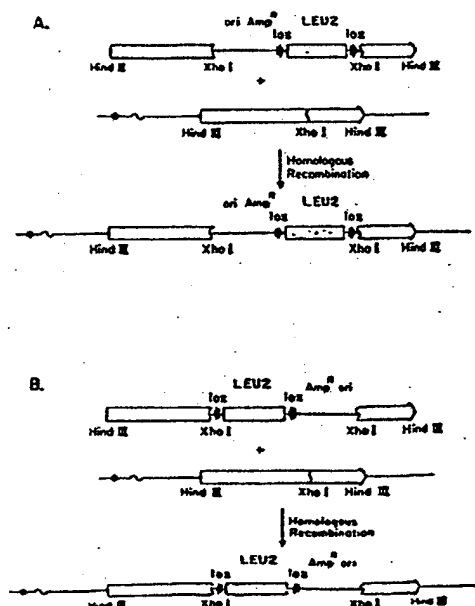 A.
ori Amp^R lox LEU2 lox
Hind III Xho I Xho I Hind III
+
Hind III Xho I Hind III
Homologous
Recombination
ori Amp^R lox LEU2 lox
Hind III Xho I Xho I Hind III
B.
lox LEU2 lox Amp^R ori
Hind III Xho I Xho I Hind III
+
Hind III Xho I Hind III
Homologous
Recombination
lox LEU2 lox Amp^R ori
Hind III Xho I Xho I Hind III